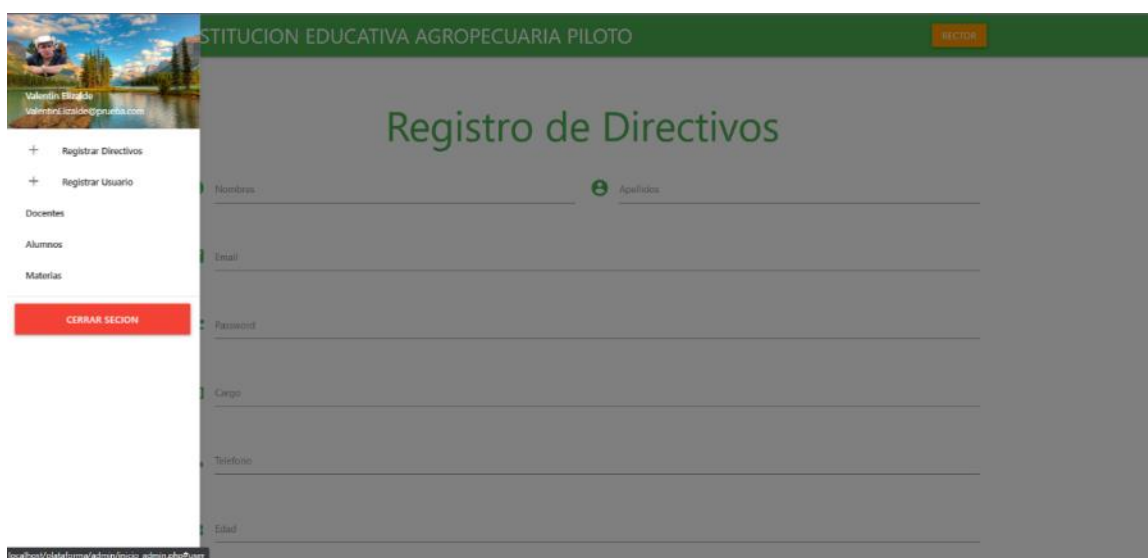 STITUCION EDUCATIVA AGROPECUARIA PILOTO
RECTOR
Valentin Elizalde
ValentinElizalde@prueba.com
Registrar Directivos
Registrar Usuario
Docentes
Alumnos
Materias
CERRAR SECION
Registro de Directivos
Nombres
Apellidos
Email
Password
Cargo
Telefono
Edad
localhost/plataforma/admin/inicio_admin.php#user